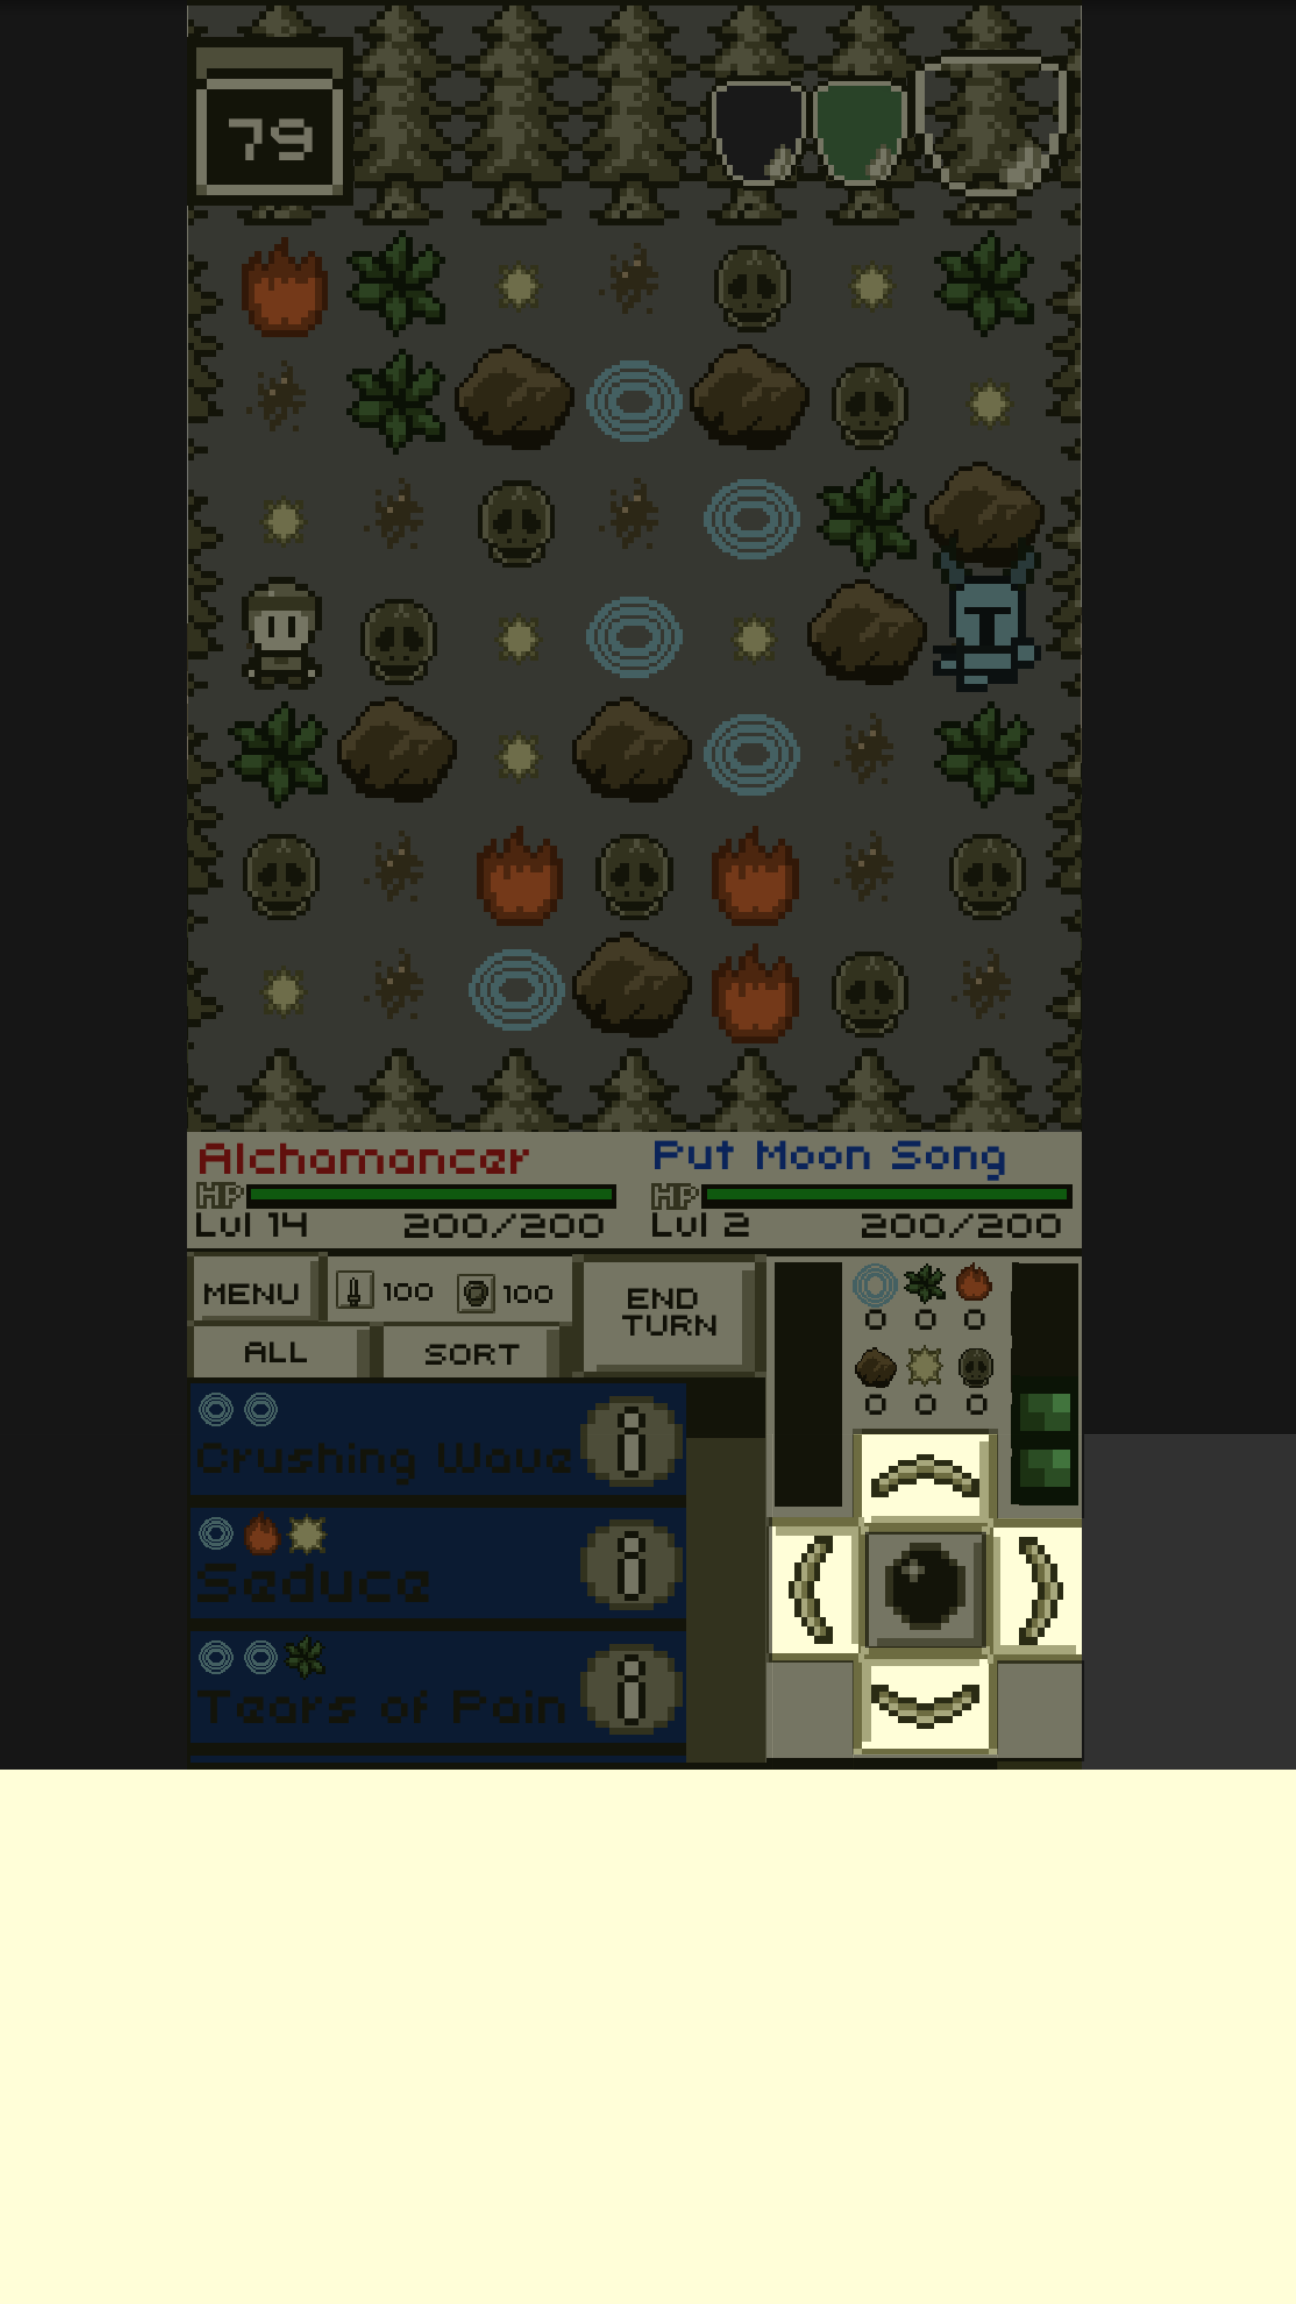 79
Alchamancer
Put Moon Song
HP
HP
Lvl 14
200/200
Lvl 2
200/200
MENU
100
100
END
TURN
ALL
SORT
0 0 0
0 0 0
Crushing Wave
i
Seduce
i
Tears of Pain
i